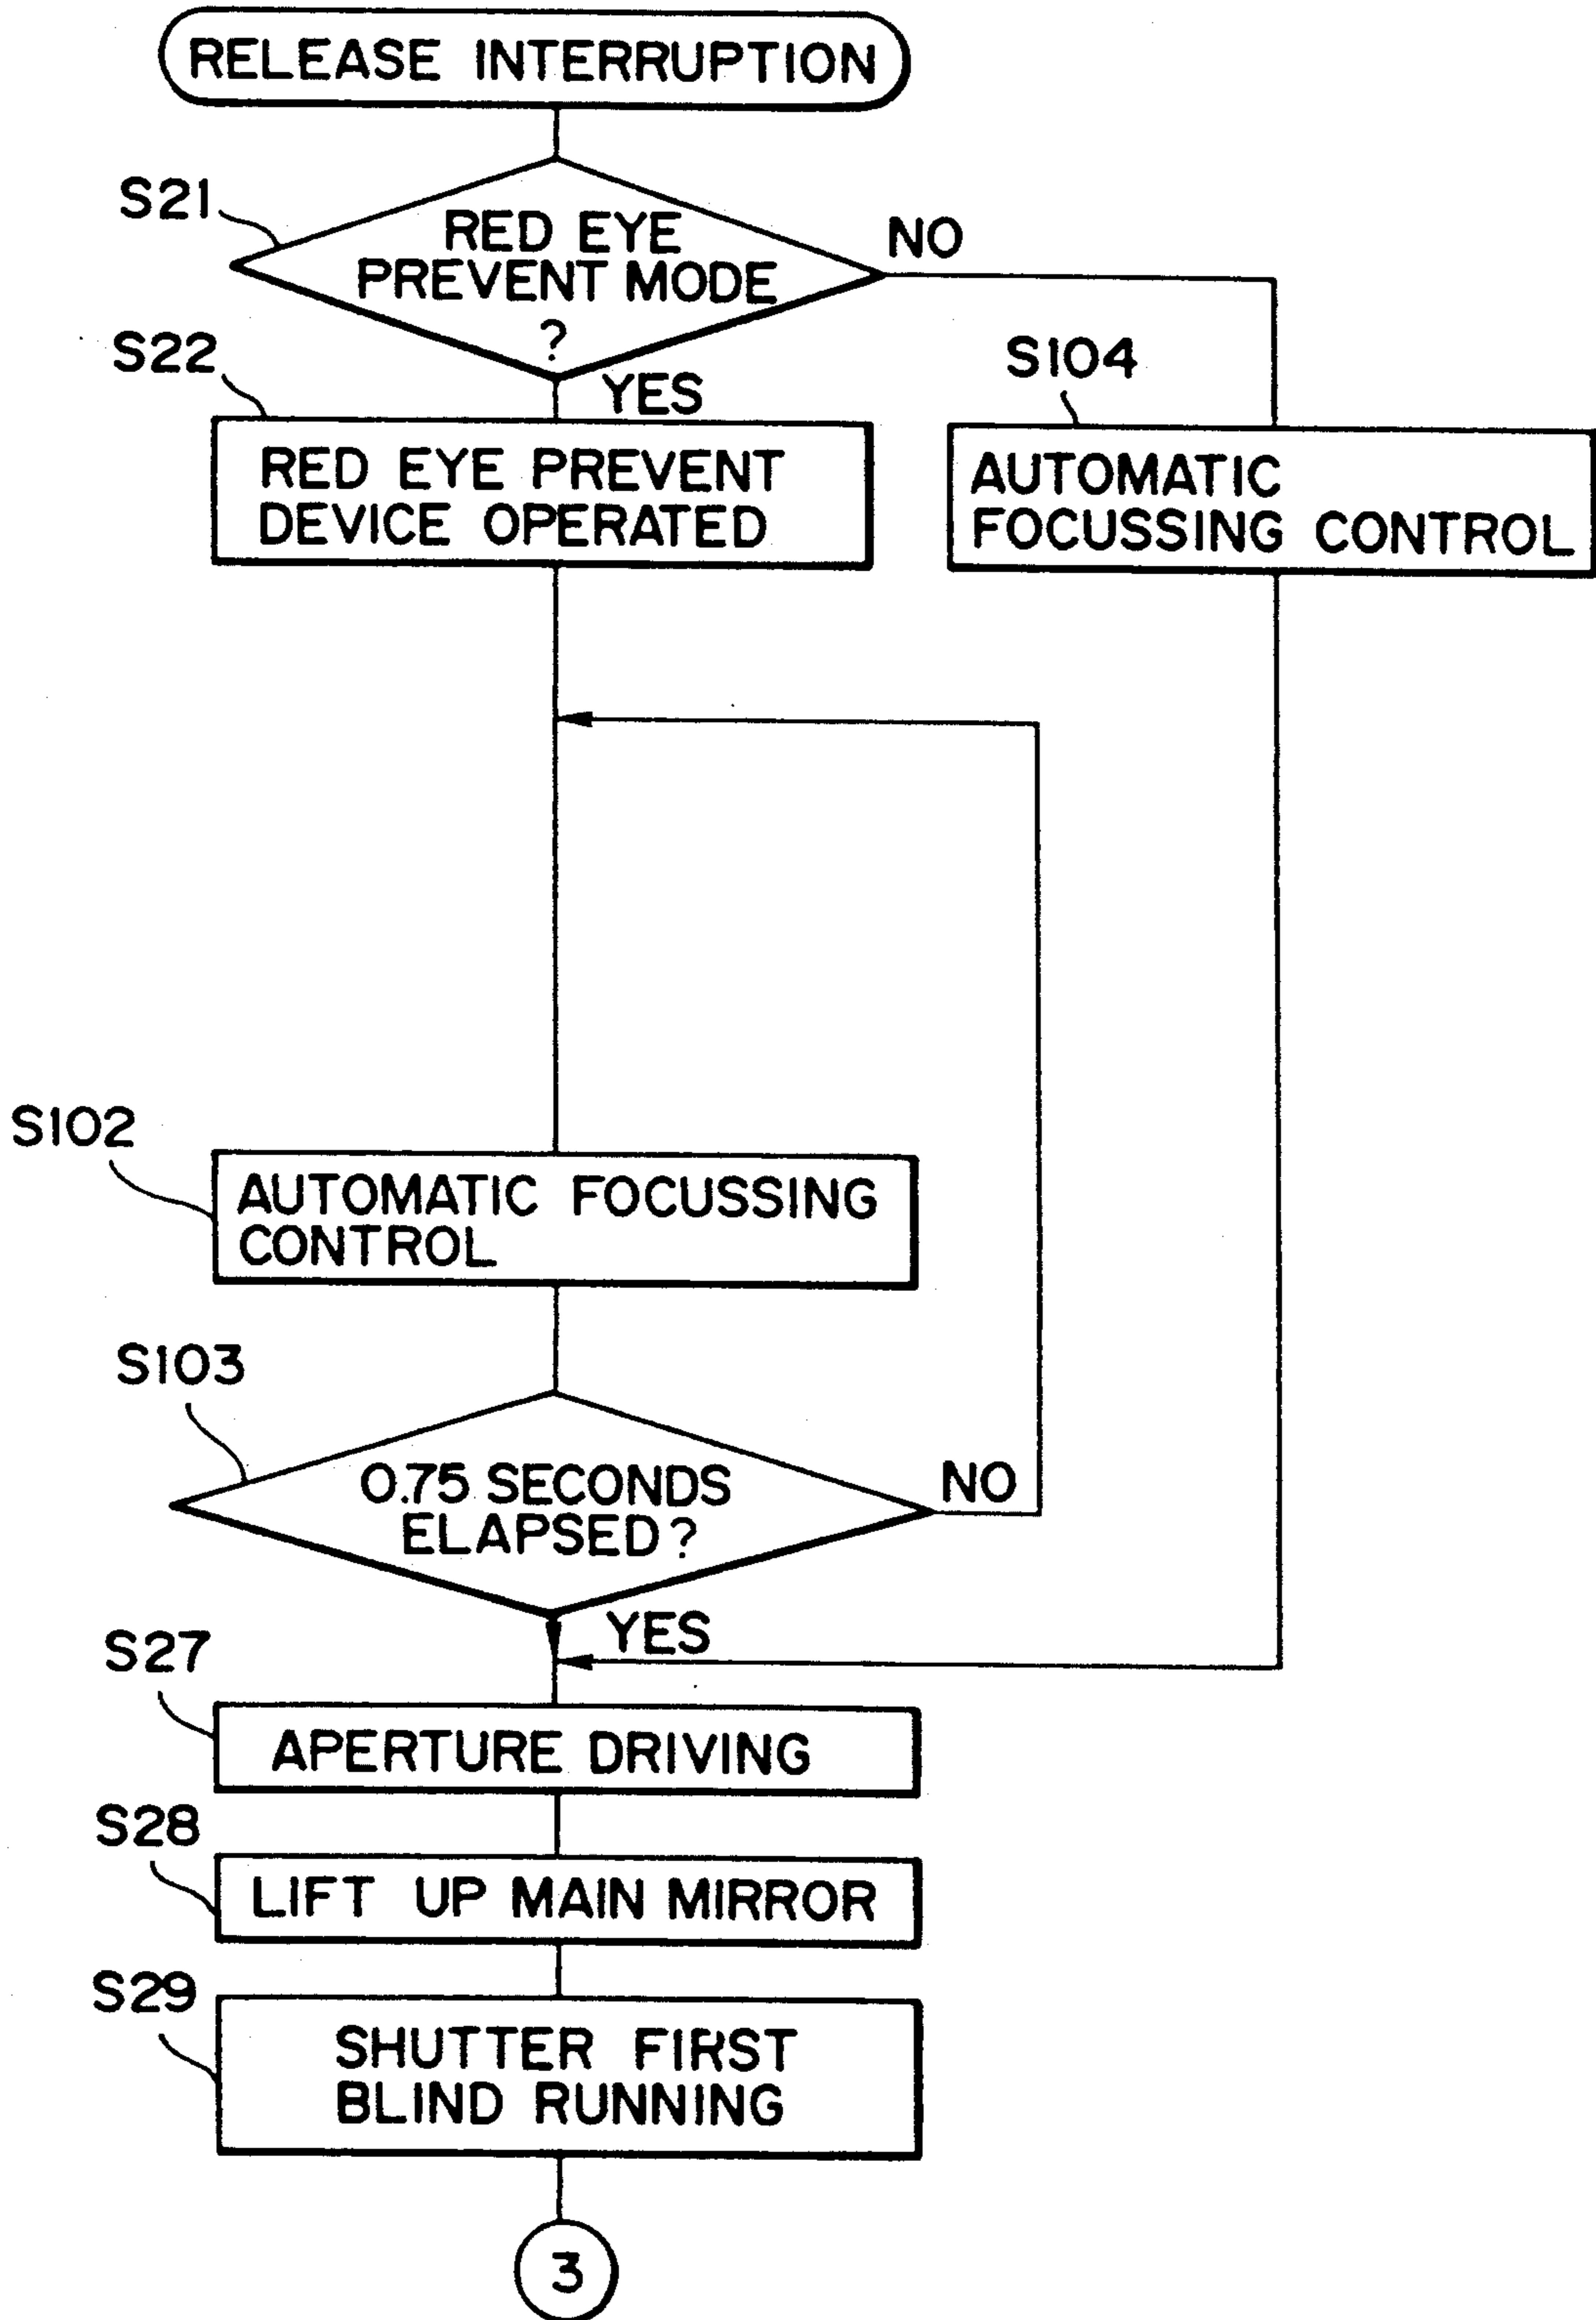 RELEASE INTERRUPTION
S21
RED EYE
PREVENT MODE
?
NO
YES
S22
RED EYE PREVENT
DEVICE OPERATED
S104
AUTOMATIC
FOCUSSING CONTROL
S102
AUTOMATIC FOCUSSING
CONTROL
S103
0.75 SECONDS
ELAPSED?
NO
YES
S27
APERTURE DRIVING
S28
LIFT UP MAIN MIRROR
S29
SHUTTER FIRST
BLIND RUNNING
3